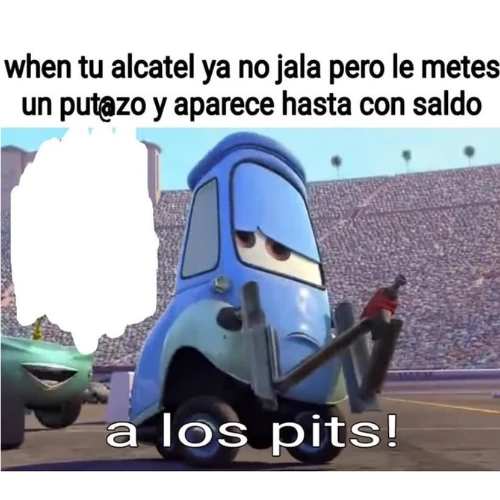 when tu alcatel ya no jala pero le metes
un put@zo y aparece hasta con saldo
a los pits!